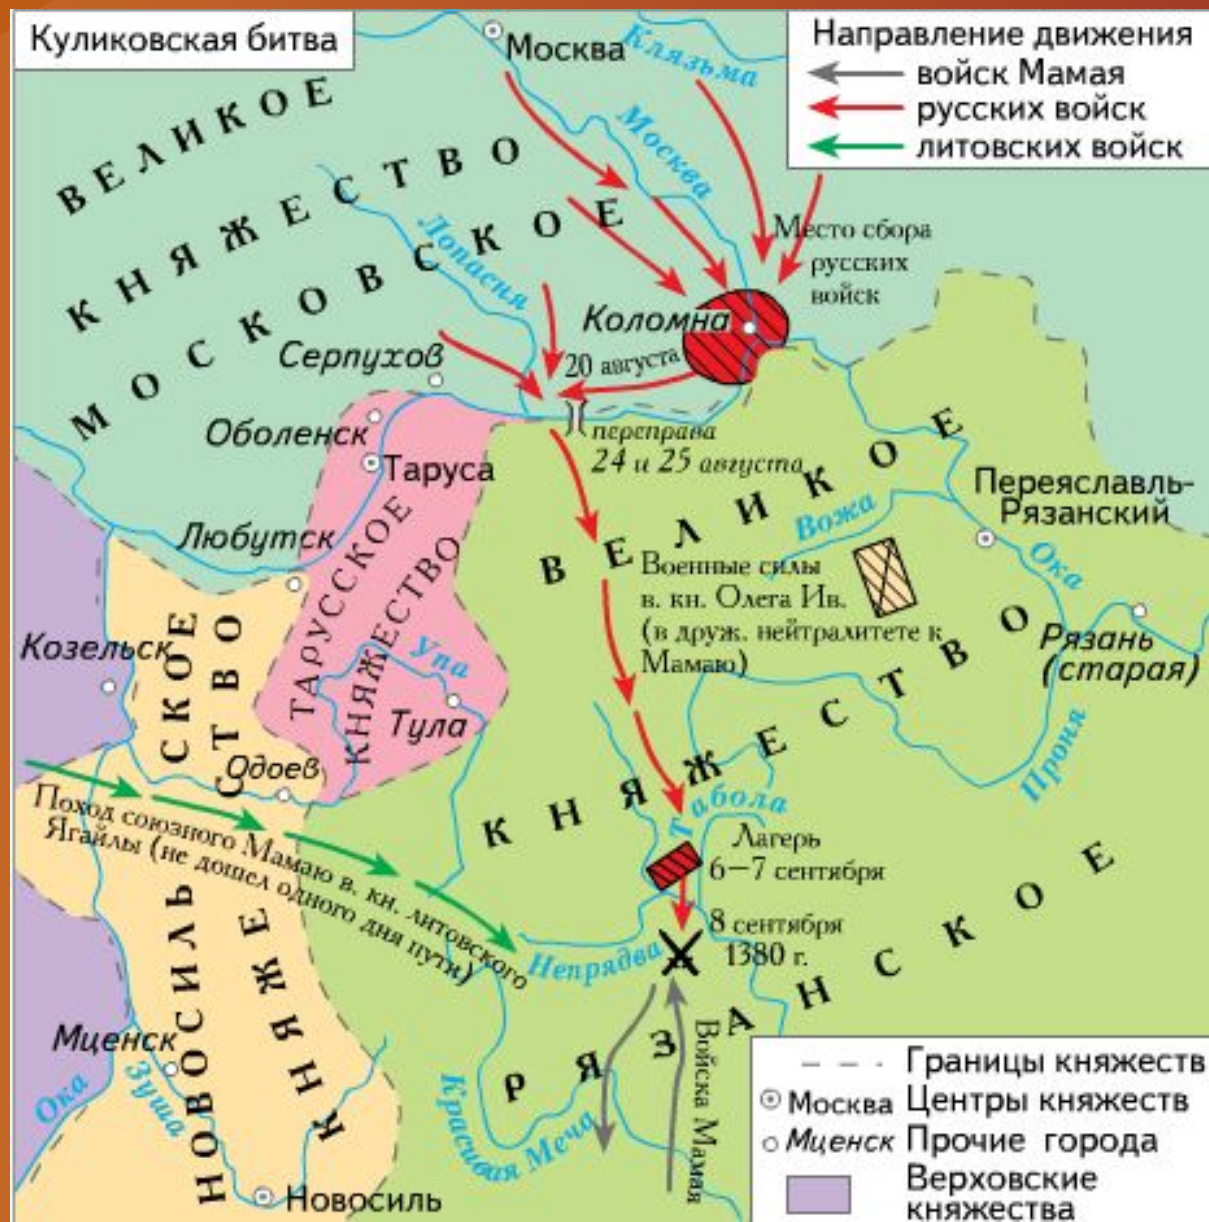 Куликовская битва
Москва
Клязьма
Направление движения
войск Мамая
русских войск
литовских войск
ВЕЛИКОЕ
КНЯЖЕСТВО
МОСКОВСКОЕ
Москва
Лопасня
Место сбора
русских
войск
Коломна
Серпухов
20 августа
Оболенск
Таруса
переправа
24 и 25 августа
Любутск
ТАРУССКОЕ
КНЯЖЕСТВО
ВЕЛИКОЕ
КНЯЖЕСТВО
РЯЗАНСКОЕ
Переяславль-
Рязанский
Вожа
Ока
Военные силы
в. кн. Олега Ив.
(в друж. нейтралитете к
Мамаю)
Рязань
(старая)
Проня
Козельск
Упа
Тула
Одоев
НОВОСИЛЬСКОЕ
КНЯЖЕСТВО
Поход союзного Мамаю в. кн. литовского
Ягайлы (не дошел одного дня пути)
Табола
Лагерь
6–7 сентября
8 сентября
1380 г.
Непрядва
Войска Мамая
Красивая Меча
Мценск
Зуша
Ока
Новосиль
Границы княжеств
Москва Центры княжеств
Мценск Прочие города
Верховские
княжества